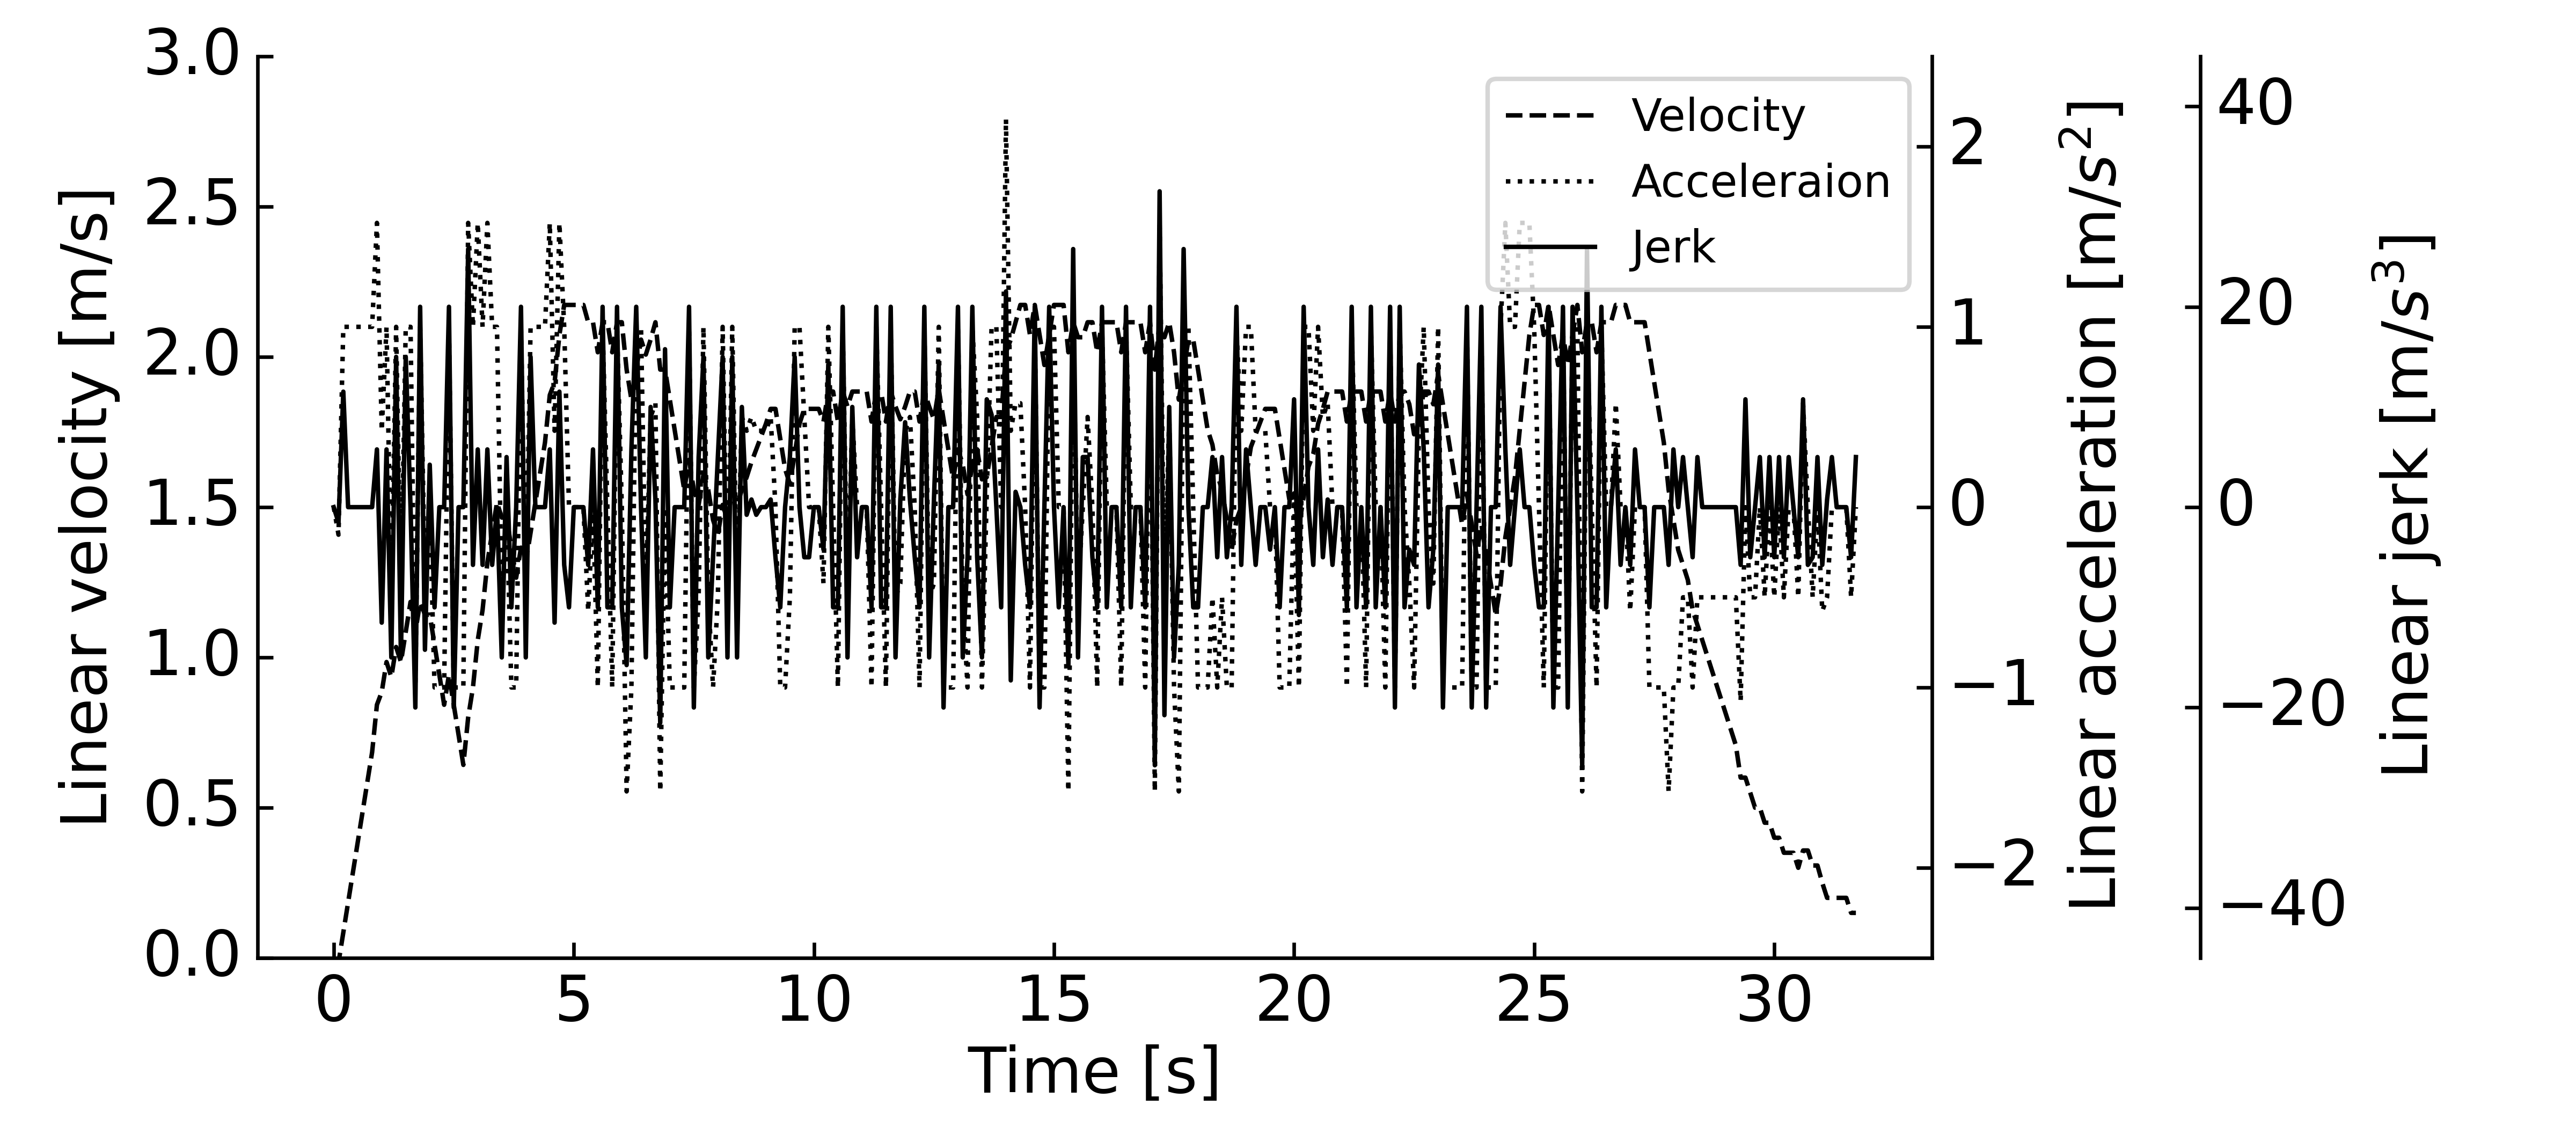 Linear velocity [m/s]
3.0
2.5
2.0
1.5
1.0
0.5
0.0
0 5 10 15 20 25 30
Time [s]
Velocity
Acceleraion
Jerk
2
1
0
−1
−2
Linear acceleration [m/s²]
40
20
0
−20
−40
Linear jerk [m/s³]